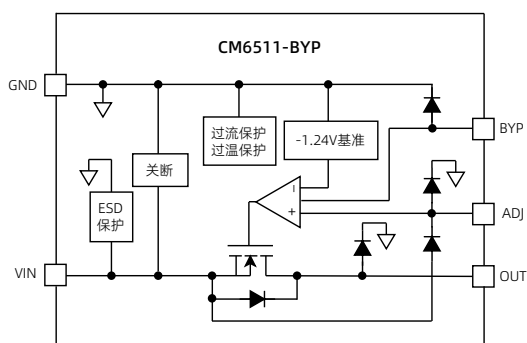 CM6511-BYP
GND
过流保护
过温保护
-1.24V基准
BYP
关断
ESD
保护
ADJ
VIN
OUT